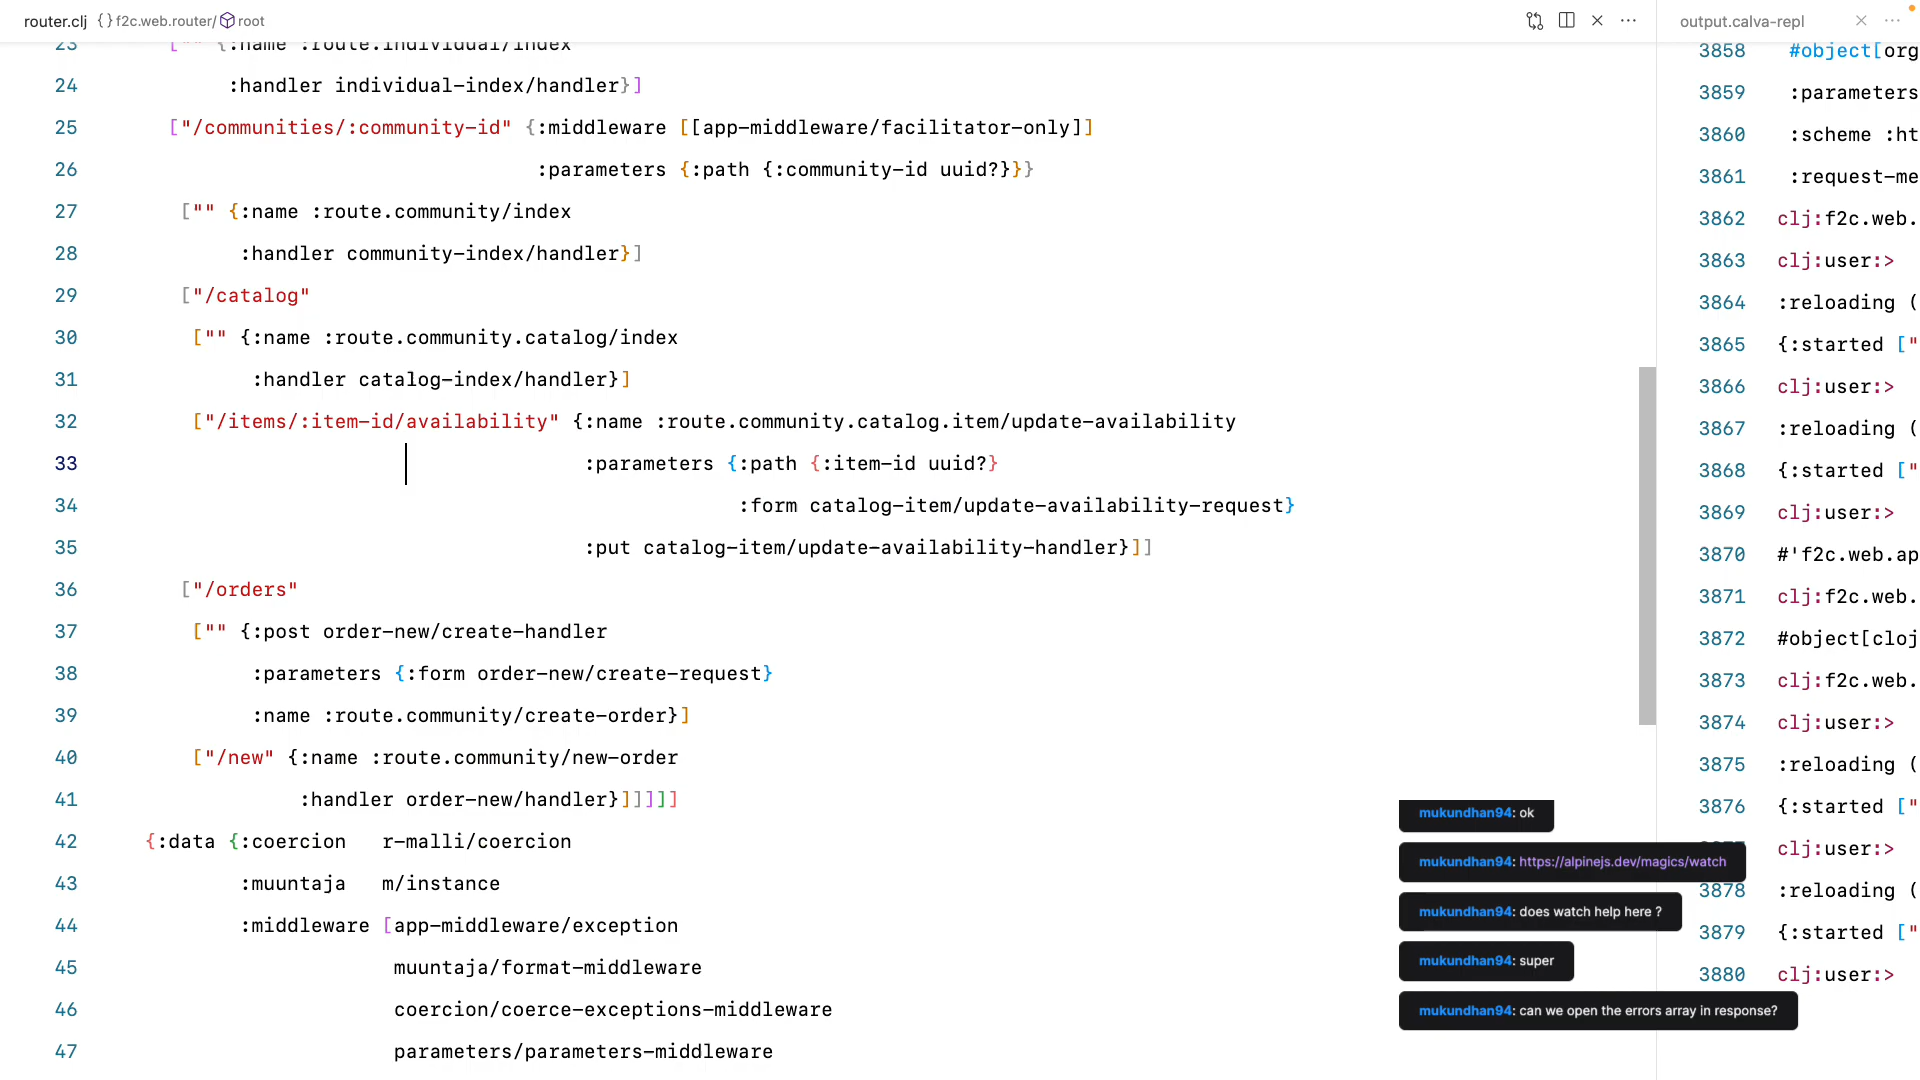 router.clj {} f2c.web.router/ root
23 ["" {:name :route.individual/index
24 :handler individual-index/handler}]
25 ["/communities/:community-id" {:middleware [[app-middleware/facilitator-only]]
26 :parameters {:path {:community-id uuid?}}}
27 ["" {:name :route.community/index
28 :handler community-index/handler}]
29 ["/catalog"
30 ["" {:name :route.community.catalog/index
31 :handler catalog-index/handler}]
32 ["/items/:item-id/availability" {:name :route.community.catalog.item/update-availability
33 :parameters {:path {:item-id uuid?}
34 :form catalog-item/update-availability-request}
35 :put catalog-item/update-availability-handler}]]
36 ["/orders"
37 ["" {:post order-new/create-handler
38 :parameters {:form order-new/create-request}
39 :name :route.community/create-order}]
40 ["/new" {:name :route.community/new-order
41 :handler order-new/handler}]]]]]
42 {:data {:coercion r-malli/coercion
43 :muuntaja m/instance
44 :middleware [app-middleware/exception
45 muuntaja/format-middleware
46 coercion/coerce-exceptions-middleware
47 parameters/parameters-middleware
output.calva-repl
3858 #object[org
3859 :parameters
3860 :scheme :ht
3861 :request-me
3862 clj:f2c.web.
3863 clj:user:>
3864 :reloading (
3865 {:started ["
3866 clj:user:>
3867 :reloading (
3868 {:started ["
3869 clj:user:>
3870 #'f2c.web.ap
3871 clj:f2c.web.
3872 #object[cloj
3873 clj:f2c.web.
3874 clj:user:>
3875 :reloading (
3876 {:started ["
clj:user:>
3878 :reloading (
3879 {:started ["
3880 clj:user:>
mukundhan94: ok
mukundhan94: https://alpinejs.dev/magics/watch
mukundhan94: does watch help here ?
mukundhan94: super
mukundhan94: can we open the errors array in response?